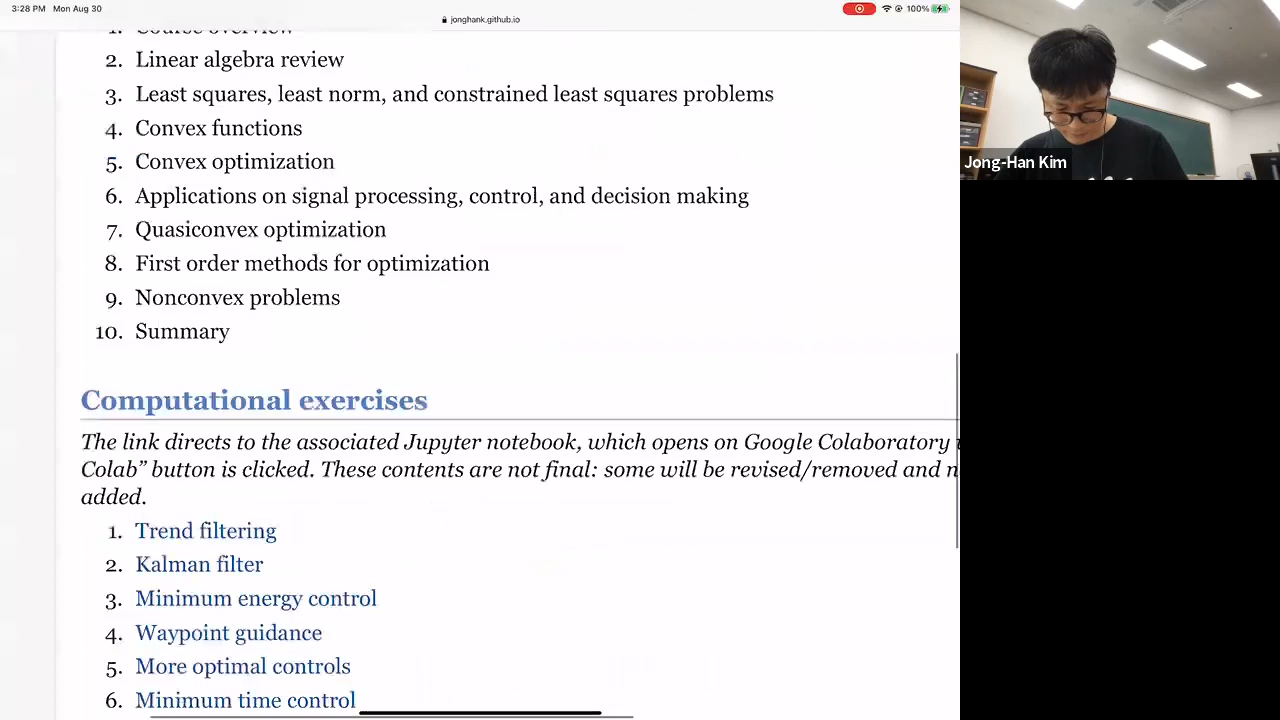 3:28 PM Mon Aug 30
100%
jonghank.github.io
1. Course overview
2. Linear algebra review
3. Least squares, least norm, and constrained least squares problems
4. Convex functions
5. Convex optimization
6. Applications on signal processing, control, and decision making
7. Quasiconvex optimization
8. First order methods for optimization
9. Nonconvex problems
10. Summary
Computational exercises
The link directs to the associated Jupyter notebook, which opens on Google Colaboratory
Colab” button is clicked. These contents are not final: some will be revised/removed and
added.
1. Trend filtering
2. Kalman filter
3. Minimum energy control
4. Waypoint guidance
5. More optimal controls
6. Minimum time control
Jong-Han Kim